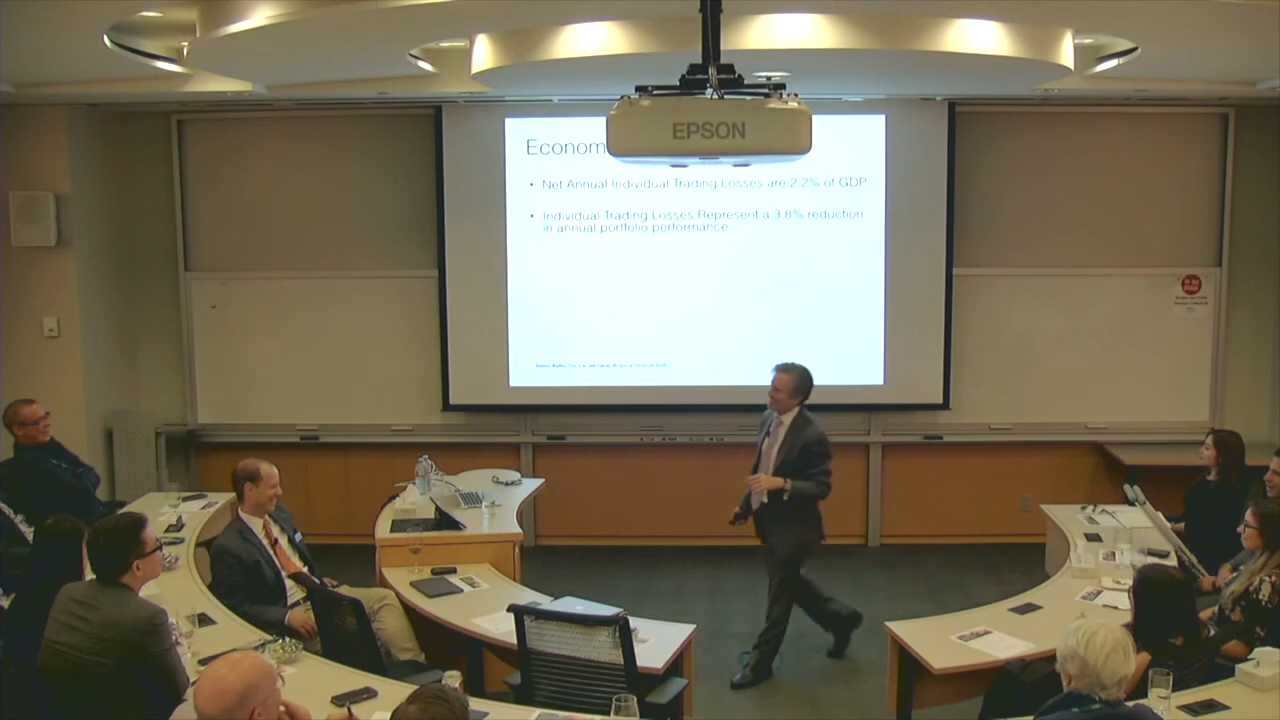 EPSON
Econom
• Net Annual Individual Trading Losses are 2.2% of GDP
• Individual Trading Losses Represent a 3.8% reduction
in annual portfolio performance.